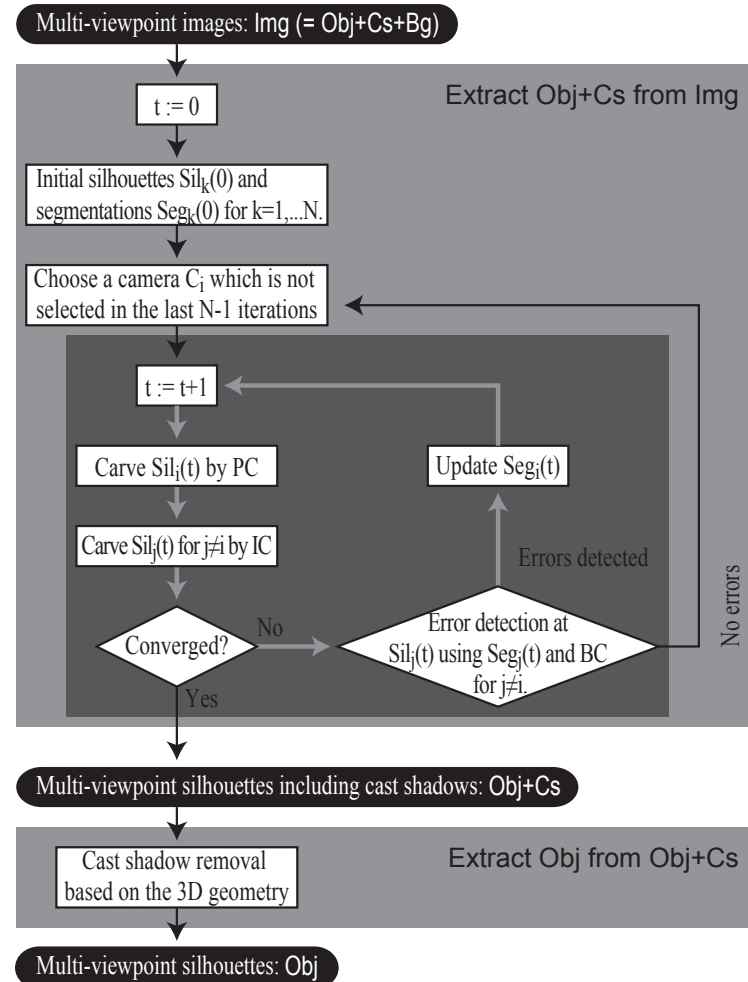 Multi-viewpoint images: Img (= Obj+Cs+Bg)
Extract Obj+Cs from Img
t := 0
Initial silhouettes Silk(0) and
segmentations Segk(0) for k=1,...N.
Choose a camera Ci which is not
selected in the last N-1 iterations
t := t+1
Carve Sili(t) by PC
Update Segi(t)
Carve Silj(t) for j≠i by IC
Errors detected
No errors
Converged?
No
Error detection at
Silj(t) using Segj(t) and BC
for j≠i.
Yes
Multi-viewpoint silhouettes including cast shadows: Obj+Cs
Extract Obj from Obj+Cs
Cast shadow removal
based on the 3D geometry
Multi-viewpoint silhouettes: Obj